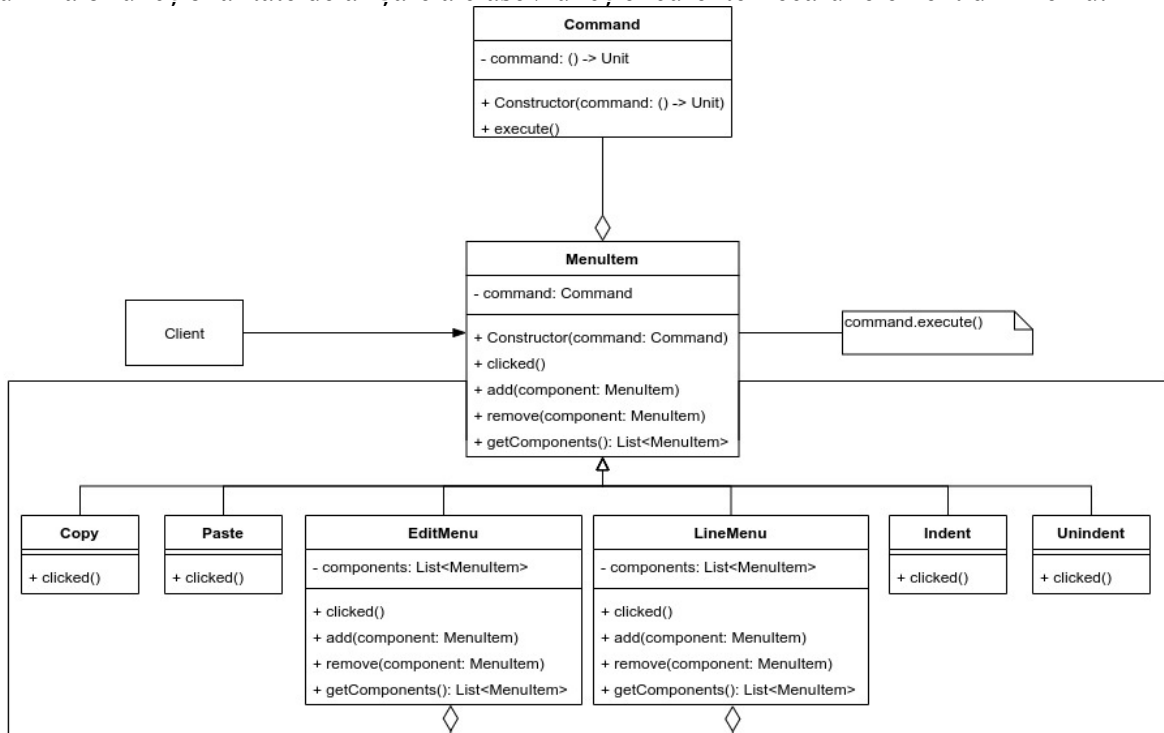 Command
- command: () -> Unit
+ Constructor(command: () -> Unit)
+ execute()
MenuItem
- command: Command
+ Constructor(command: Command)
+ clicked()
+ add(component: MenuItem)
+ remove(component: MenuItem)
+ getComponents(): List<MenuItem>
Client
command.execute()
Copy
+ clicked()
Paste
+ clicked()
EditMenu
- components: List<MenuItem>
+ clicked()
+ add(component: MenuItem)
+ remove(component: MenuItem)
+ getComponents(): List<MenuItem>
LineMenu
- components: List<MenuItem>
+ clicked()
+ add(component: MenuItem)
+ remove(component: MenuItem)
+ getComponents(): List<MenuItem>
Indent
+ clicked()
Unindent
+ clicked()